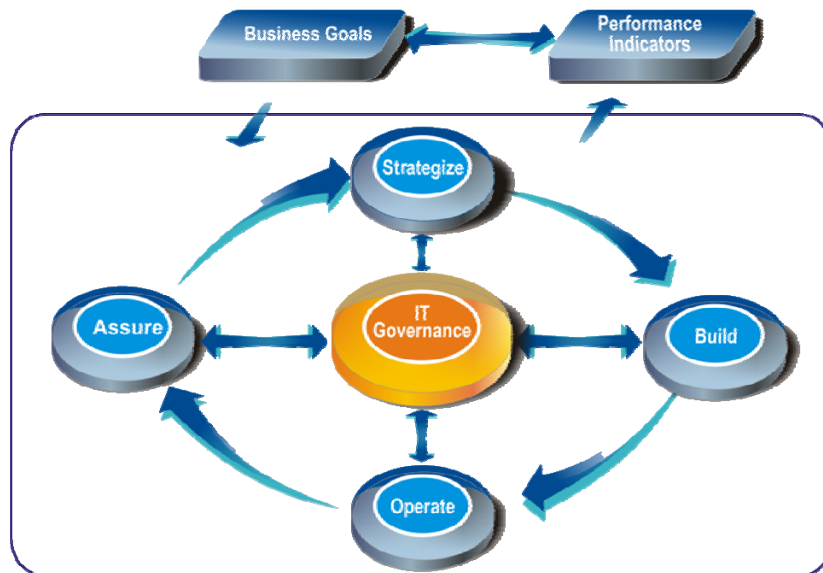 Business Goals
Performance
Indicators
Strategize
Assure
IT
Governance
Build
Operate